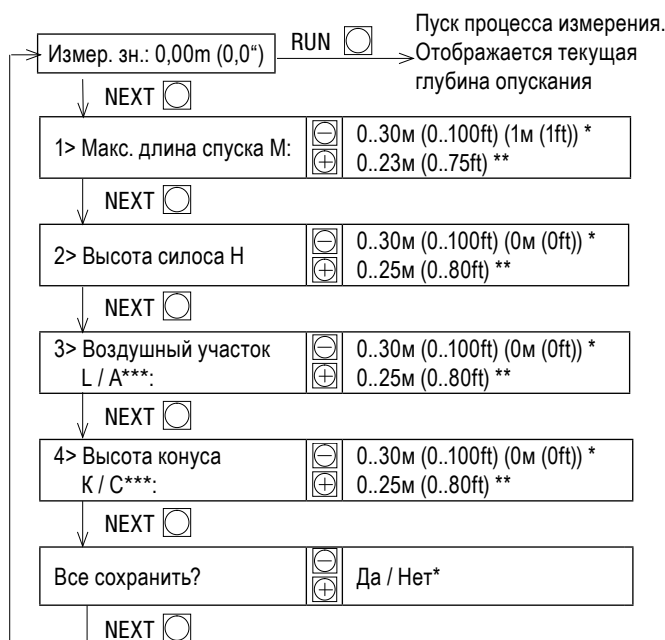 Измер. зн.: 0,00m (0,0“)
RUN
Пуск процесса измерения.
Отображается текущая
глубина опускания
NEXT
1> Макс. длина спуска M:
0..30м (0..100ft) (1м (1ft)) *
0..23м (0..75ft) **
NEXT
2> Высота силоса H
0..30м (0..100ft) (0м (0ft)) *
0..25м (0..80ft) **
NEXT
3> Воздушный участок
L / A***:
0..30м (0..100ft) (0м (0ft)) *
0..25м (0..80ft) **
NEXT
4> Высота конуса
К / С***:
0..30м (0..100ft) (0м (0ft)) *
0..25м (0..80ft) **
NEXT
Все сохранить?
Да / Нет*
NEXT